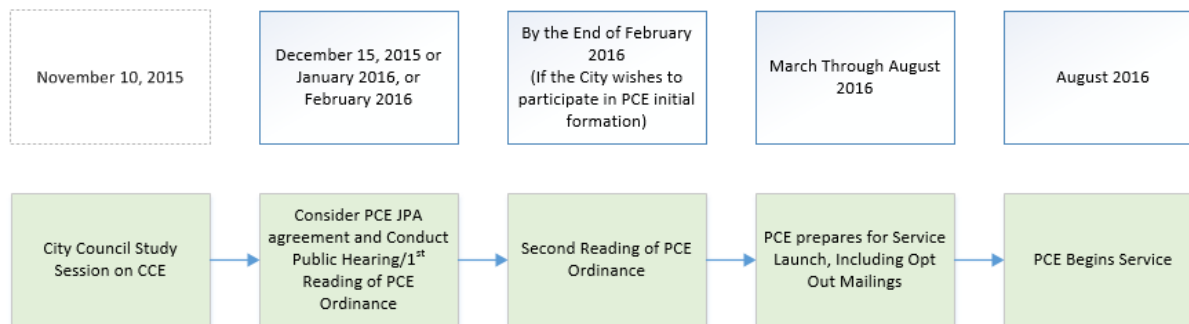 November 10, 2015
December 15, 2015 or
January 2016, or
February 2016
By the End of February
2016
(If the City wishes to
participate in PCE initial
formation)
March Through August
2016
August 2016
City Council Study
Session on CCE
Consider PCE JPA
agreement and Conduct
Public Hearing/1st
Reading of PCE
Ordinance
Second Reading of PCE
Ordinance
PCE prepares for Service
Launch, Including Opt
Out Mailings
PCE Begins Service